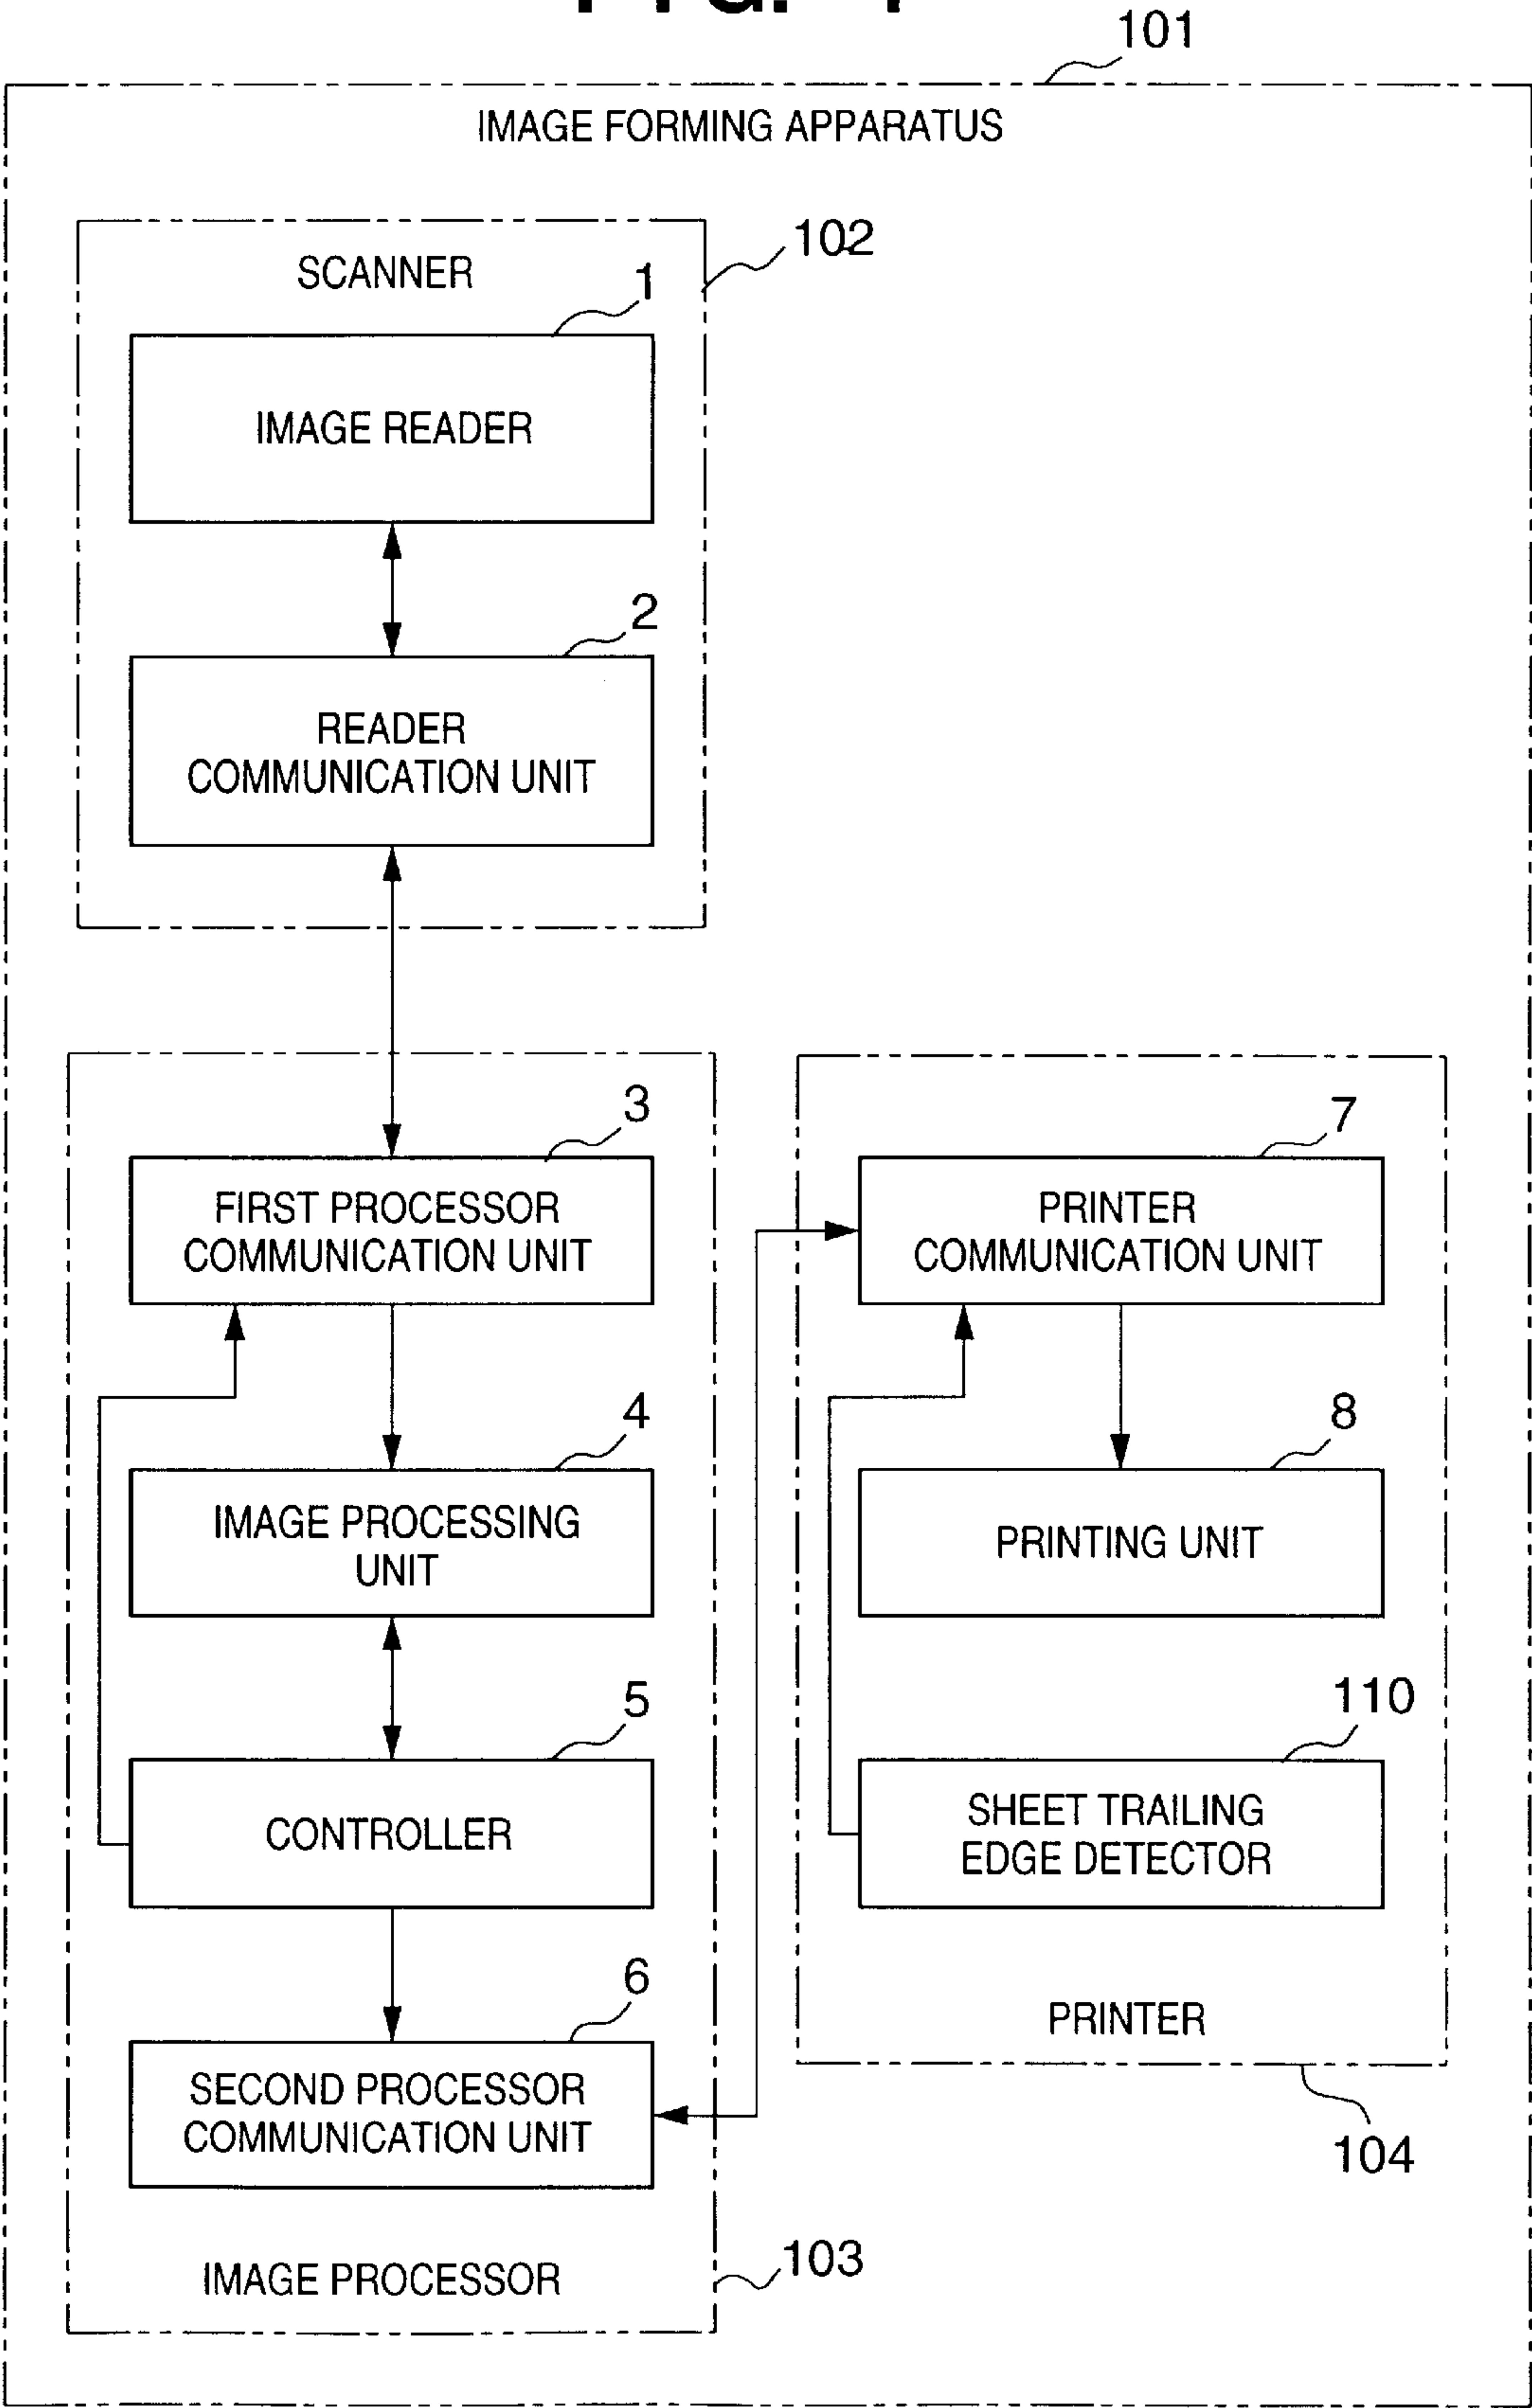 101
IMAGE FORMING APPARATUS
102
SCANNER
1
IMAGE READER
2
READER
COMMUNICATION UNIT
3
FIRST PROCESSOR
COMMUNICATION UNIT
4
IMAGE PROCESSING
UNIT
5
CONTROLLER
6
SECOND PROCESSOR
COMMUNICATION UNIT
IMAGE PROCESSOR
103
7
PRINTER
COMMUNICATION UNIT
8
PRINTING UNIT
110
SHEET TRAILING
EDGE DETECTOR
PRINTER
104